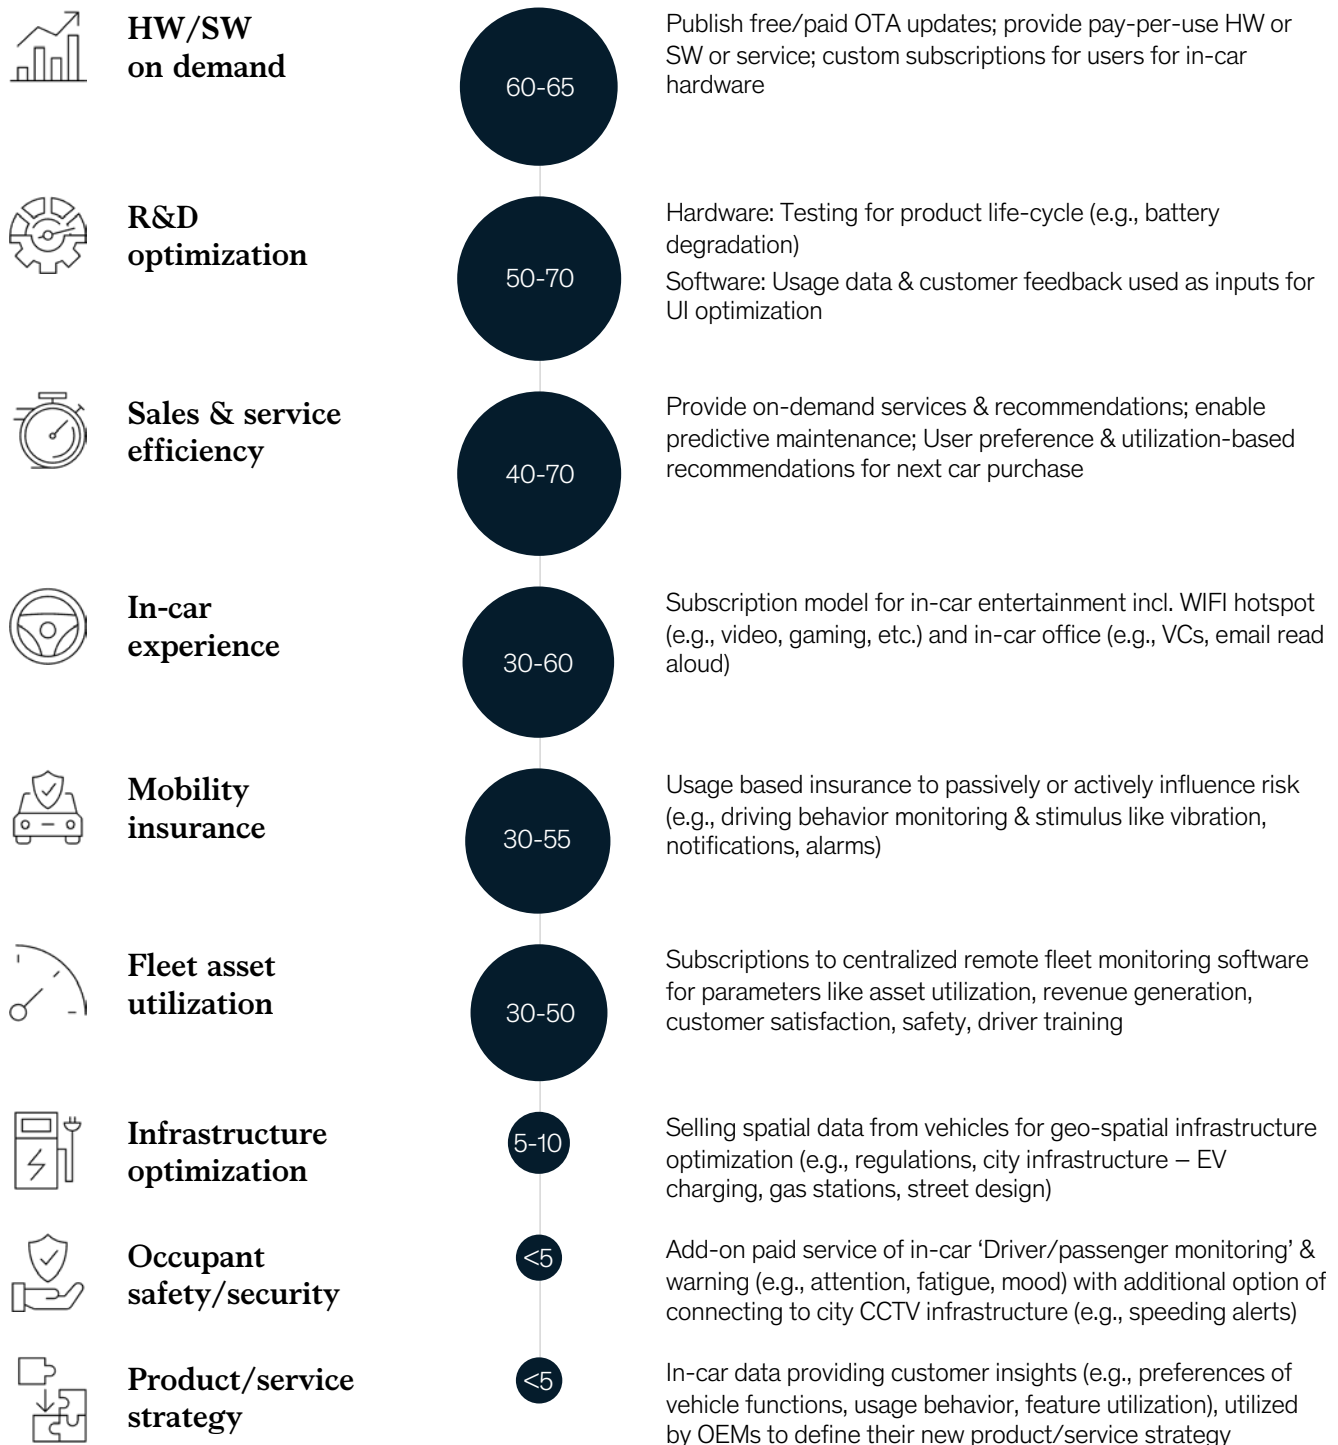 HW/SW
on demand
60-65
Publish free/paid OTA updates; provide pay-per-use HW or
SW or service; custom subscriptions for users for in-car
hardware
R&D
optimization
50-70
Hardware: Testing for product life-cycle (e.g., battery
degradation)
Software: Usage data & customer feedback used as inputs for
UI optimization
Sales & service
efficiency
40-70
Provide on-demand services & recommendations; enable
predictive maintenance; User preference & utilization-based
recommendations for next car purchase
In-car
experience
30-60
Subscription model for in-car entertainment incl. WIFI hotspot
(e.g., video, gaming, etc.) and in-car office (e.g., VCs, email read
aloud)
Mobility
insurance
30-55
Usage based insurance to passively or actively influence risk
(e.g., driving behavior monitoring & stimulus like vibration,
notifications, alarms)
Fleet asset
utilization
30-50
Subscriptions to centralized remote fleet monitoring software
for parameters like asset utilization, revenue generation,
customer satisfaction, safety, driver training
Infrastructure
optimization
5-10
Selling spatial data from vehicles for geo-spatial infrastructure
optimization (e.g., regulations, city infrastructure – EV
charging, gas stations, street design)
Occupant
safety/security
<5
Add-on paid service of in-car ‘Driver/passenger monitoring’ &
warning (e.g., attention, fatigue, mood) with additional option of
connecting to city CCTV infrastructure (e.g., speeding alerts)
Product/service
strategy
<5
In-car data providing customer insights (e.g., preferences of
vehicle functions, usage behavior, feature utilization), utilized
by OEMs to define their new product/service strategy